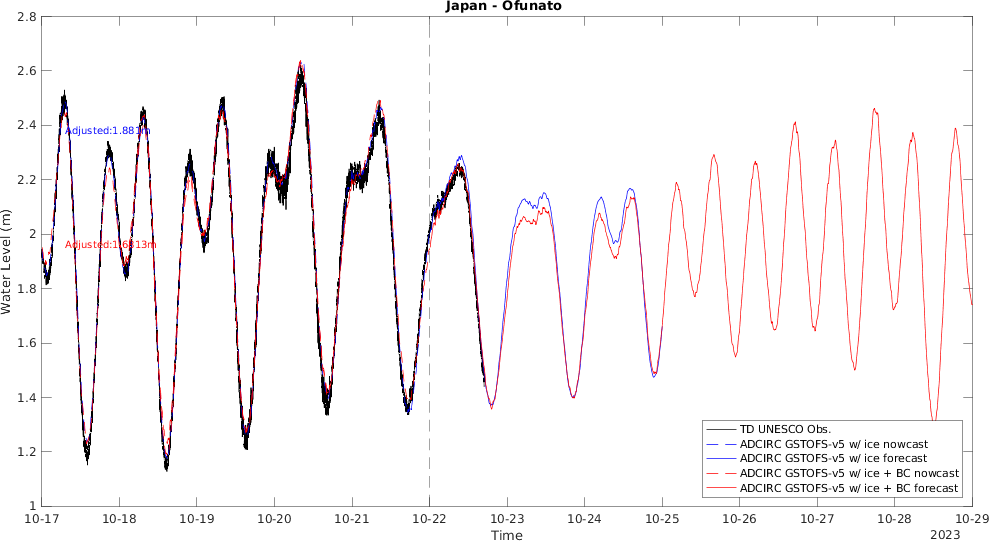 Japan - Ofunato
2.8
2.6
2.4
2.2
2
1.8
1.6
1.4
1.2
1
Water Level (m)
Adjusted:1.881m
Adjusted:1.6813m
TD UNESCO Obs.
ADCIRC GSTOFS-v5 w/ ice nowcast
ADCIRC GSTOFS-v5 w/ ice forecast
ADCIRC GSTOFS-v5 w/ ice + BC nowcast
ADCIRC GSTOFS-v5 w/ ice + BC forecast
10-17 10-18 10-19 10-20 10-21 10-22 10-23 10-24 10-25 10-26 10-27 10-28 10-29
Time
2023